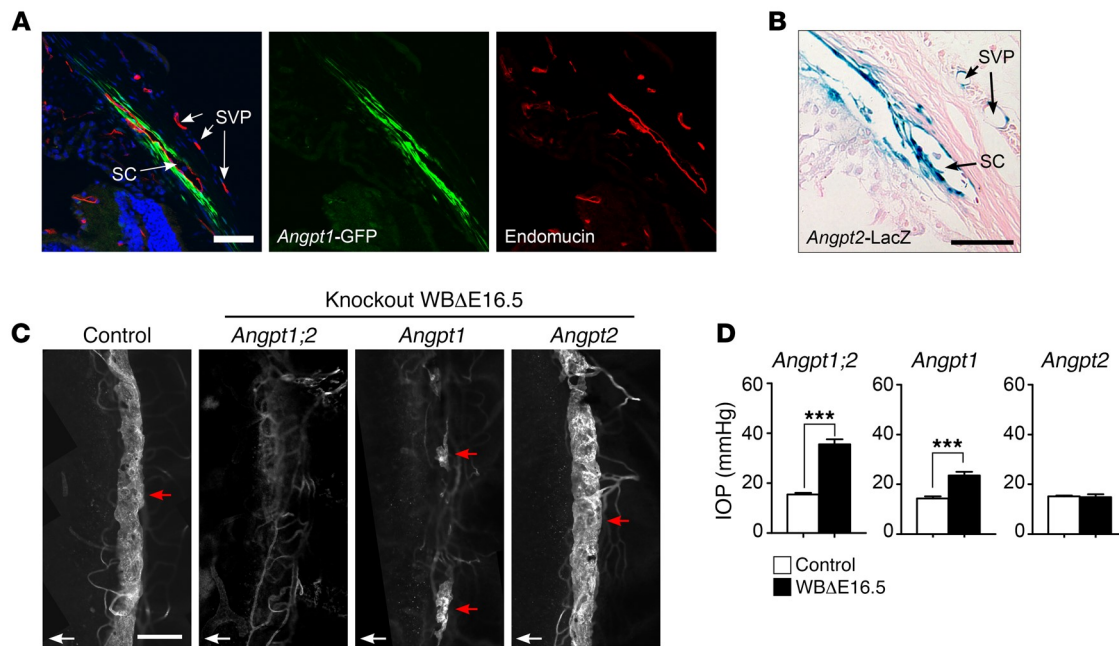 A
SVP
SC
Angpt1-GFP
Endomucin
B
SVP
SC
Angpt2-LacZ
Knockout WBΔE16.5
C
Control
Angpt1;2
Angpt1
Angpt2
D
Angpt1;2
Angpt1
Angpt2
IOP (mmHg)
60
40
20
0
***
60
40
20
0
***
60
40
20
0
Control
WBΔE16.5